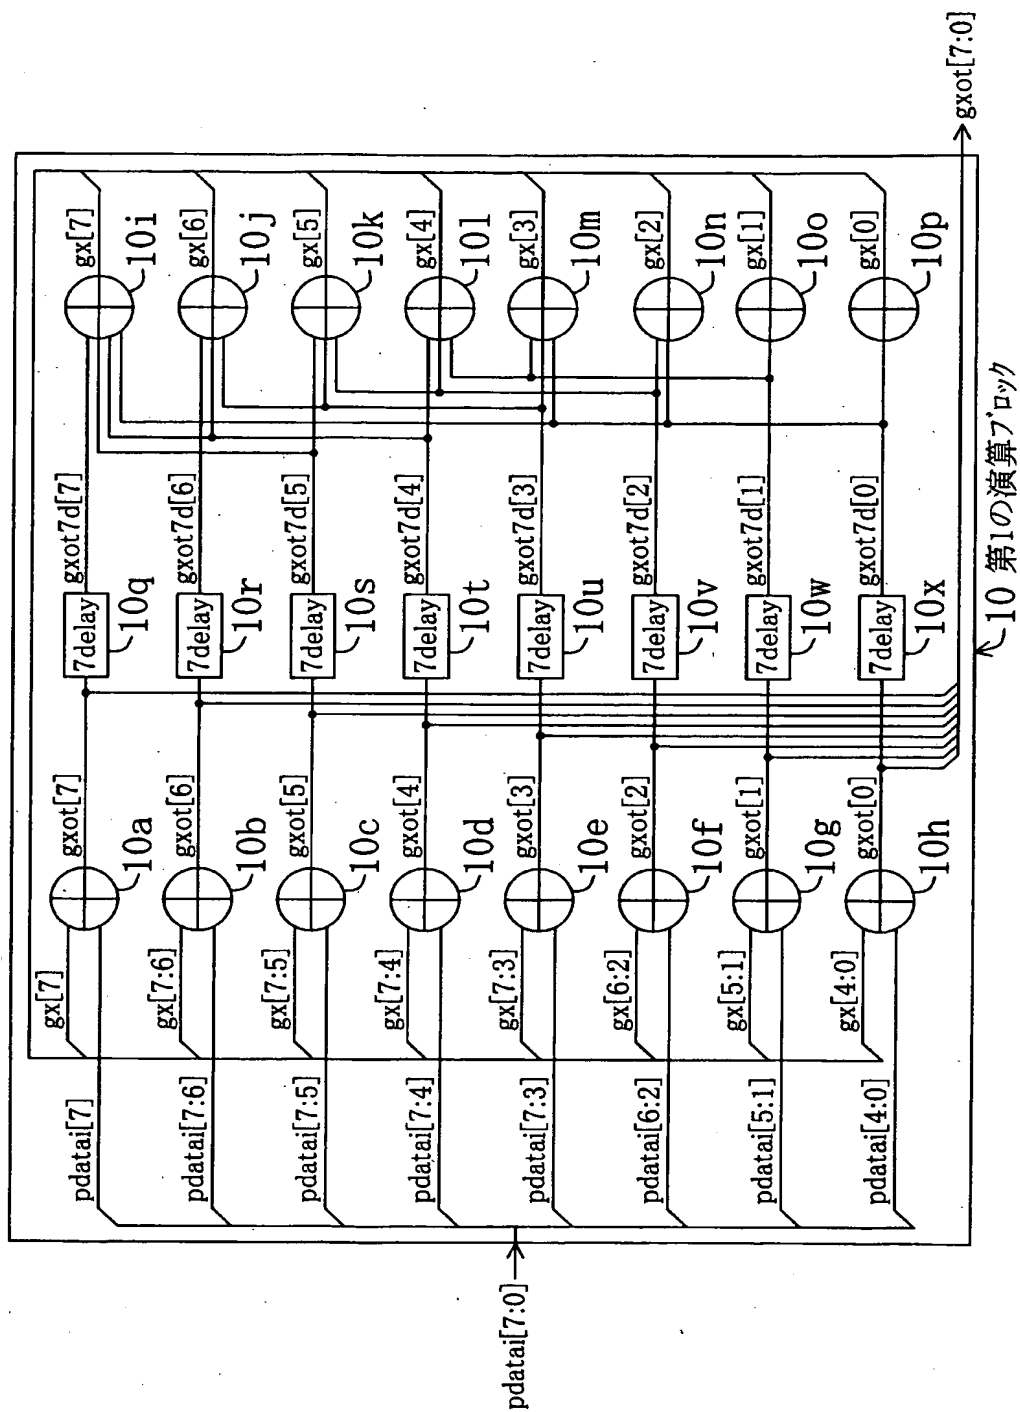 pdatai[7:0]
pdatai[7]
pdatai[7:6]
pdatai[7:5]
pdatai[7:4]
pdatai[7:3]
pdatai[6:2]
pdatai[5:1]
pdatai[4:0]
gx[7]
gx[7:6]
gx[7:5]
gx[7:4]
gx[7:3]
gx[6:2]
gx[5:1]
gx[4:0]
10a
10b
10c
10d
10e
10f
10g
10h
gxot[7]
gxot[6]
gxot[5]
gxot[4]
gxot[3]
gxot[2]
gxot[1]
gxot[0]
7delay
7delay
7delay
7delay
7delay
7delay
7delay
7delay
10q
10r
10s
10t
10u
10v
10w
10x
gxot7d[7]
gxot7d[6]
gxot7d[5]
gxot7d[4]
gxot7d[3]
gxot7d[2]
gxot7d[1]
gxot7d[0]
gx[7]
gx[6]
gx[5]
gx[4]
gx[3]
gx[2]
gx[1]
gx[0]
10i
10j
10k
10l
10m
10n
10o
10p
gxot[7:0]
10 第1の演算ブロック